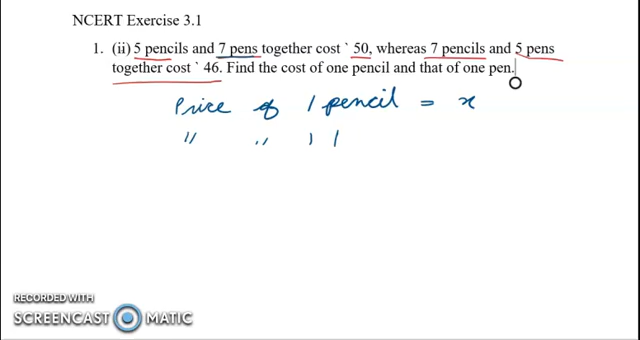 NCERT Exercise 3.1
1. (ii) 5 pencils and 7 pens together cost ` 50, whereas 7 pencils and 5 pens
together cost ` 46. Find the cost of one pencil and that of one pen.
Price of 1 pencil = x
" " 1 1
RECORDED WITH
SCREENCAST MATIC